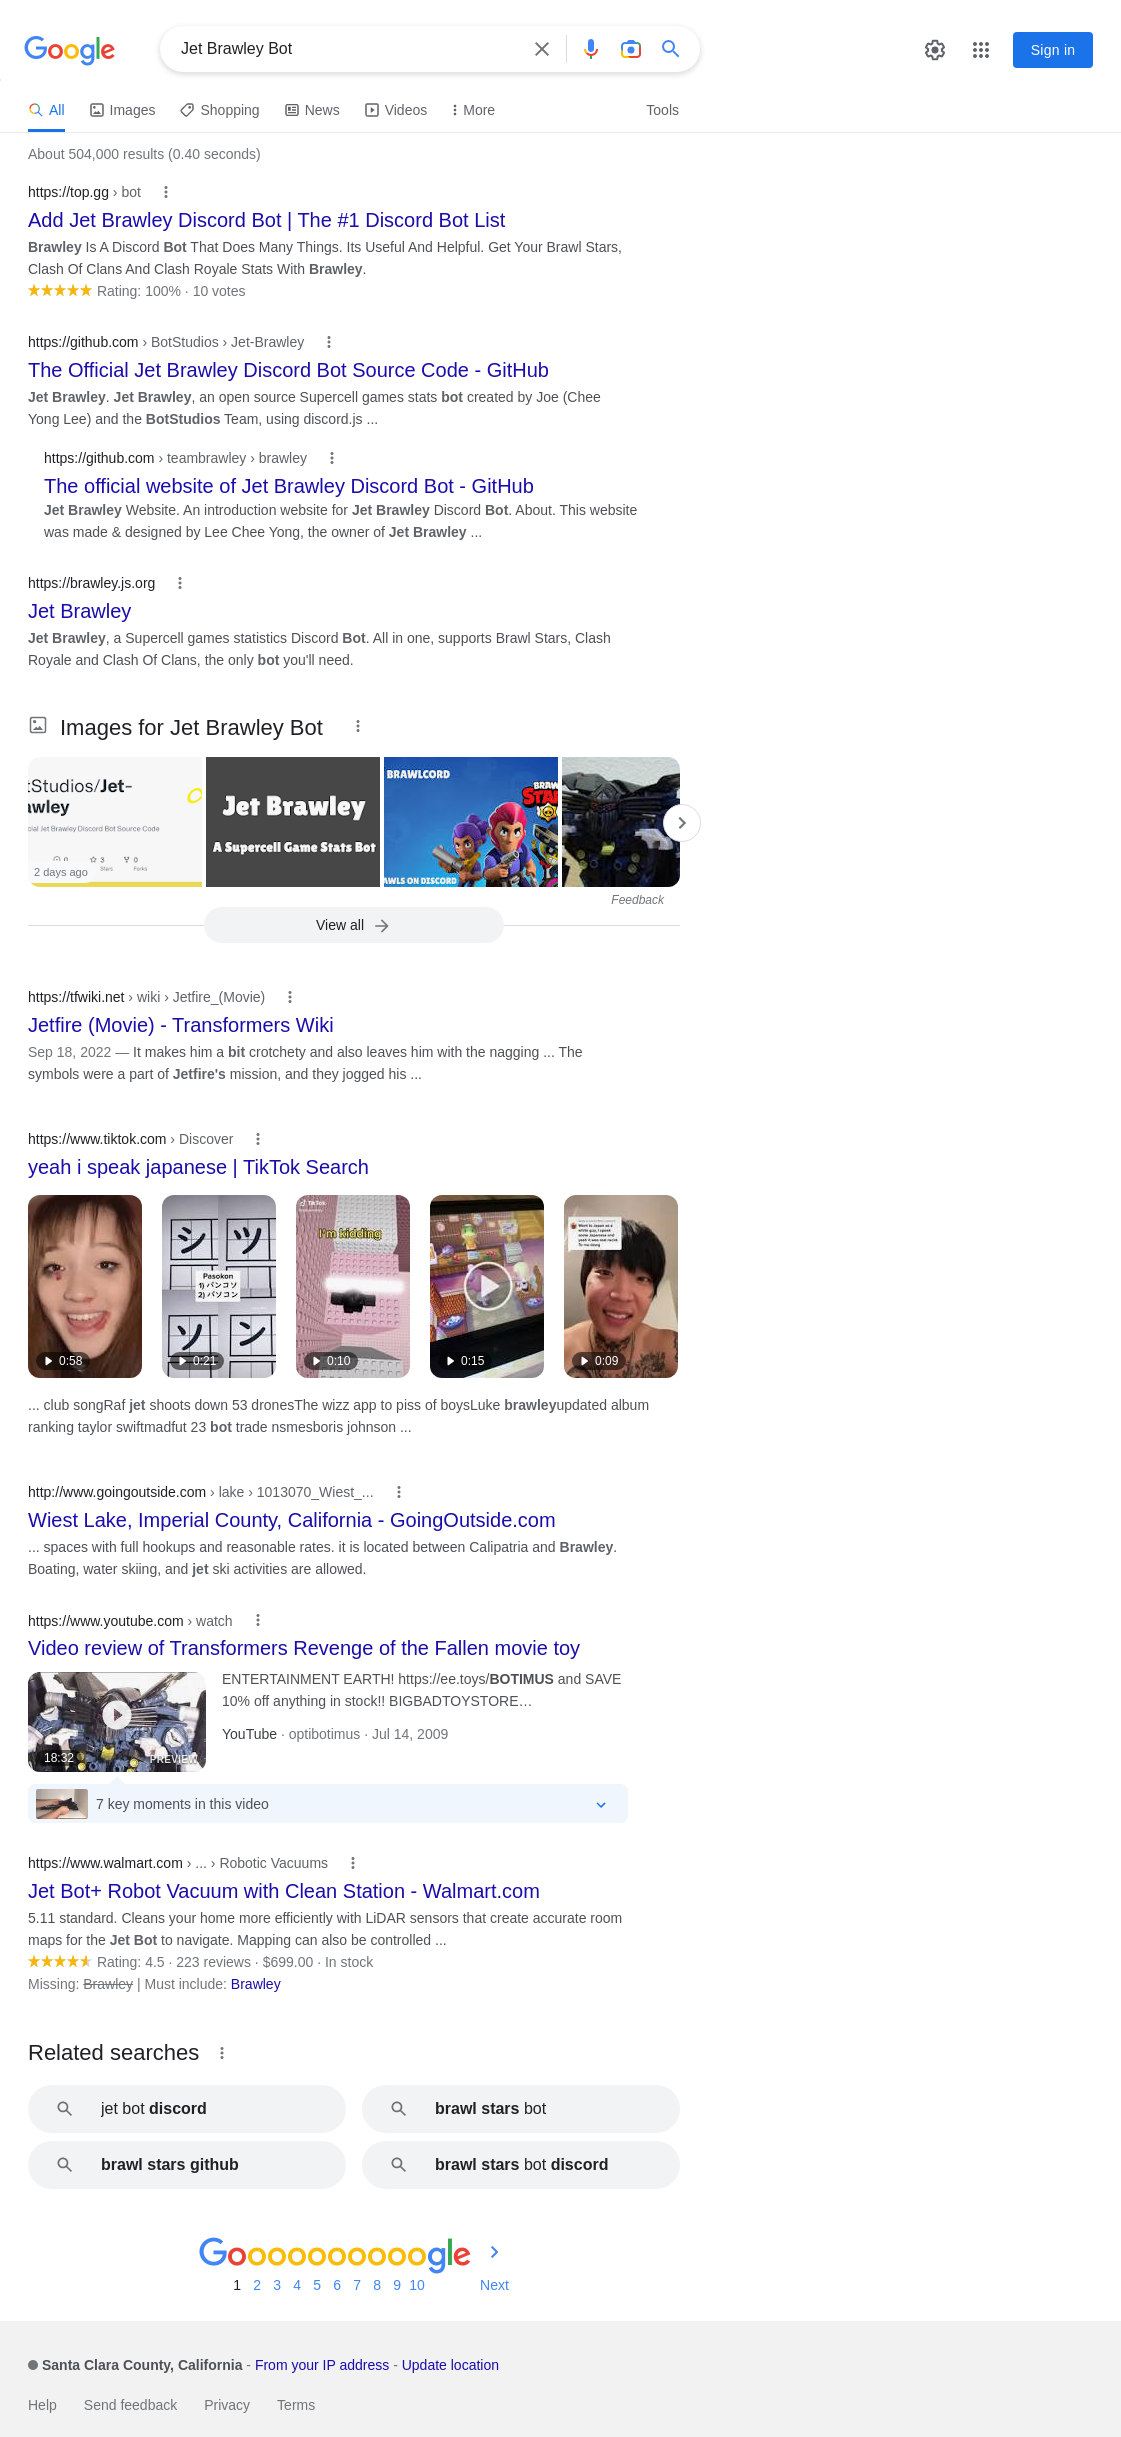 Google
Jet Brawley Bot
Sign in
All
Images
Shopping
News
Videos
More
Tools
About 504,000 results (0.40 seconds)
https://top.gg › bot
Add Jet Brawley Discord Bot | The #1 Discord Bot List
Brawley Is A Discord Bot That Does Many Things. Its Useful And Helpful. Get Your Brawl Stars,
Clash Of Clans And Clash Royale Stats With Brawley.
Rating: 100% · 10 votes
https://github.com › BotStudios › Jet-Brawley
The Official Jet Brawley Discord Bot Source Code - GitHub
Jet Brawley. Jet Brawley, an open source Supercell games stats bot created by Joe (Chee
Yong Lee) and the BotStudios Team, using discord.js ...
https://github.com › teambrawley › brawley
The official website of Jet Brawley Discord Bot - GitHub
Jet Brawley Website. An introduction website for Jet Brawley Discord Bot. About. This website
was made & designed by Lee Chee Yong, the owner of Jet Brawley ...
https://brawley.js.org
Jet Brawley
Jet Brawley, a Supercell games statistics Discord Bot. All in one, supports Brawl Stars, Clash
Royale and Clash Of Clans, the only bot you'll need.
Images for Jet Brawley Bot
tStudios/Jet-
awley
cial Jet Brawley Discord Bot Source Code
0
3
0
Stars
Forks
2 days ago
Jet Brawley
A Supercell Game Stats Bot
BRAWLCORD
BRAW
STAR
AWLS ON DISCORD
Feedback
View all
https://tfwiki.net › wiki › Jetfire_(Movie)
Jetfire (Movie) - Transformers Wiki
Sep 18, 2022 — It makes him a bit crotchety and also leaves him with the nagging ... The
symbols were a part of Jetfire's mission, and they jogged his ...
https://www.tiktok.com › Discover
yeah i speak japanese | TikTok Search
0:58
シ ツ
Pasokon
1) パンコソ
2) パソコン
ソ ン
0:21
TikTok
I'm kidding
0:10
0:15
0:09
... club songRaf jet shoots down 53 dronesThe wizz app to piss of boysLuke brawleyupdated album
ranking taylor swiftmadfut 23 bot trade nsmesboris johnson ...
http://www.goingoutside.com › lake › 1013070_Wiest_...
Wiest Lake, Imperial County, California - GoingOutside.com
... spaces with full hookups and reasonable rates. it is located between Calipatria and Brawley.
Boating, water skiing, and jet ski activities are allowed.
https://www.youtube.com › watch
Video review of Transformers Revenge of the Fallen movie toy
18:32
PREVIEW
ENTERTAINMENT EARTH! https://ee.toys/BOTIMUS and SAVE
10% off anything in stock!! BIGBADTOYSTORE…
YouTube · optibotimus · Jul 14, 2009
7 key moments in this video
https://www.walmart.com › ... › Robotic Vacuums
Jet Bot+ Robot Vacuum with Clean Station - Walmart.com
5.11 standard. Cleans your home more efficiently with LiDAR sensors that create accurate room
maps for the Jet Bot to navigate. Mapping can also be controlled ...
Rating: 4.5 · 223 reviews · $699.00 · In stock
Missing: Brawley | Must include: Brawley
Related searches
jet bot discord
brawl stars bot
brawl stars github
brawl stars bot discord
Goooooooooogle
1 2 3 4 5 6 7 8 9 10 Next
Santa Clara County, California - From your IP address - Update location
Help Send feedback Privacy Terms